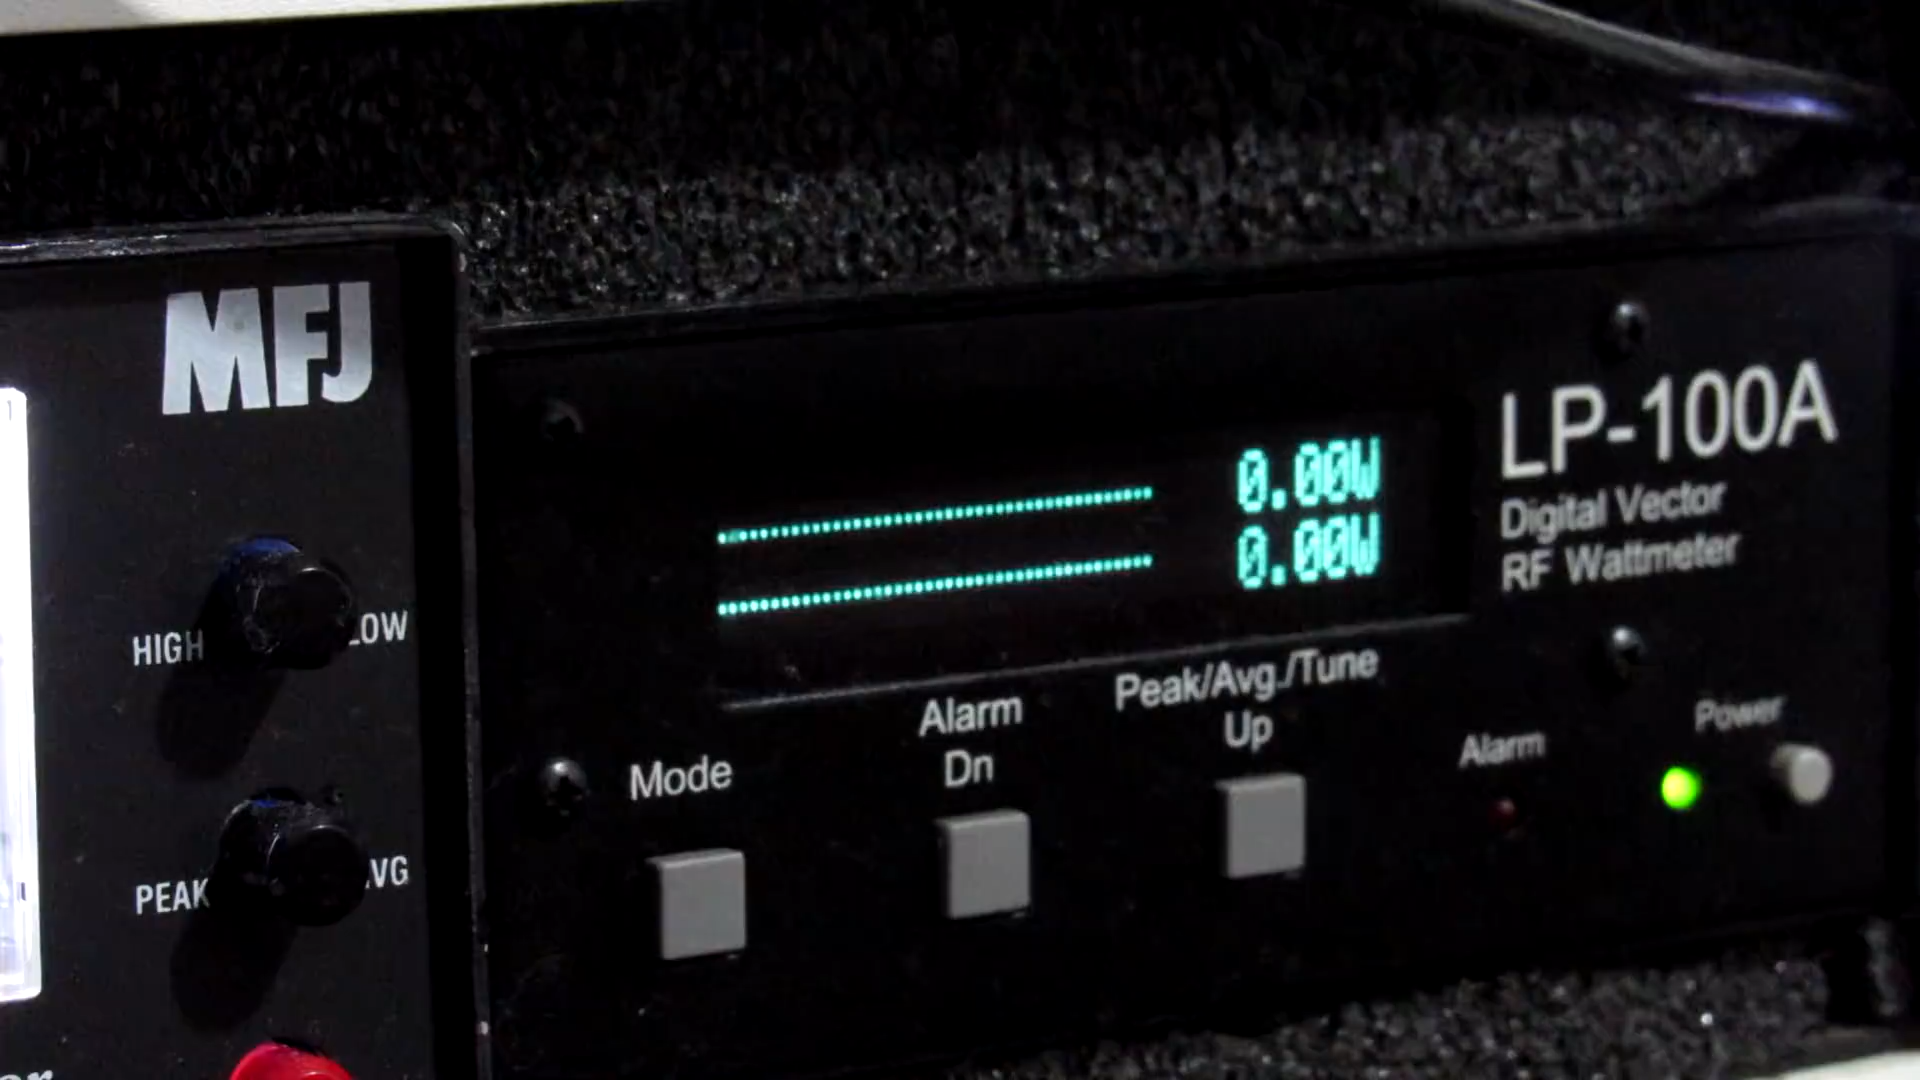 MFJ
HIGH
LOW
PEAK
0.00W
0.00W
LP-100A
Digital Vector
RF Wattmeter
Mode
Alarm
Dn
Peak/Avg./Tune
Up
Alarm
Power